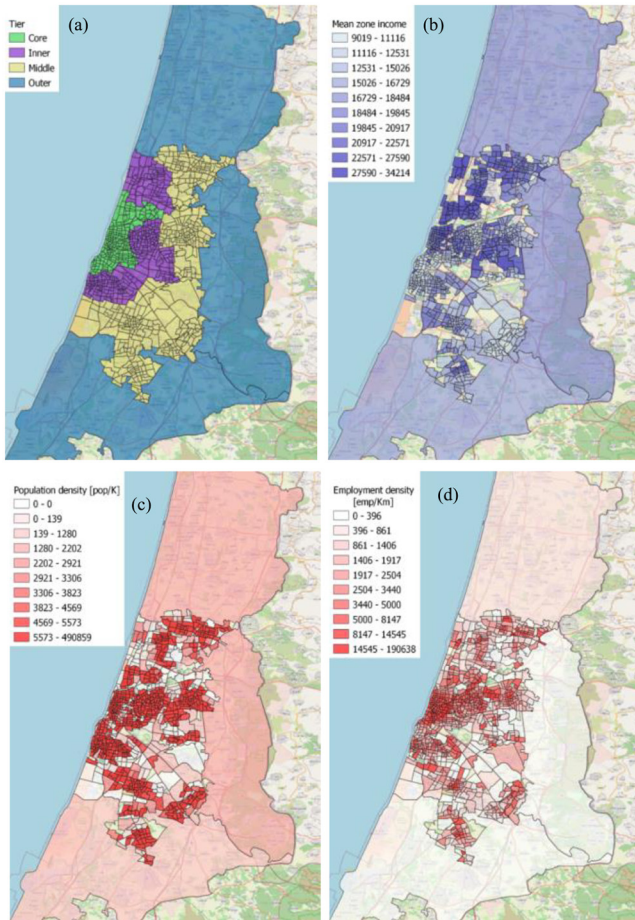 Tier
(a)
Core
Inner
Middle
Outer
Mean zone income
(b)
9019 - 11116
11116 - 12531
12531 - 15026
15026 - 16729
16729 - 18484
18484 - 19845
19845 - 20917
20917 - 22571
22571 - 27590
27590 - 34214
Population density [pop/K]
(c)
0 - 0
0 - 139
139 - 1280
1280 - 2202
2202 - 2921
2921 - 3306
3306 - 3823
3823 - 4569
4569 - 5573
5573 - 490859
Employment density
[emp/Km]
(d)
0 - 396
396 - 861
861 - 1406
1406 - 1917
1917 - 2504
2504 - 3440
3440 - 5000
5000 - 8147
8147 - 14545
14545 - 190638